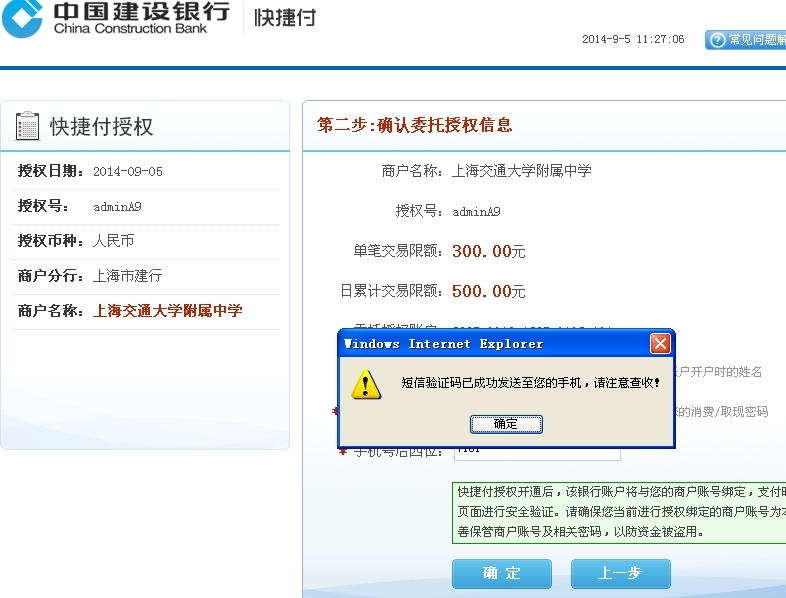 中国建设银行
China Construction Bank
快捷付
2014-9-5 11:27:06
常见问题解
快捷付授权
授权日期: 2014-09-05
授权号: adminA9
授权币种: 人民币
商户分行: 上海市建行
商户名称: 上海交通大学附属中学
第二步:确认委托授权信息
商户名称: 上海交通大学附属中学
授权号: adminA9
单笔交易限额: 300.00元
日累计交易限额: 500.00元
Windows Internet Explorer
短信验证码已成功发送至您的手机，请注意查收!
确定
户开户时的姓名
的消费/取现密码
* 手机号后四位:
快捷付授权开通后，该银行账户将与您的商户账号绑定，支付时
页面进行安全验证。请确保您当前进行授权绑定的商户账号为本
善保管商户账号及相关密码，以防资金被盗用。
确 定
上一步